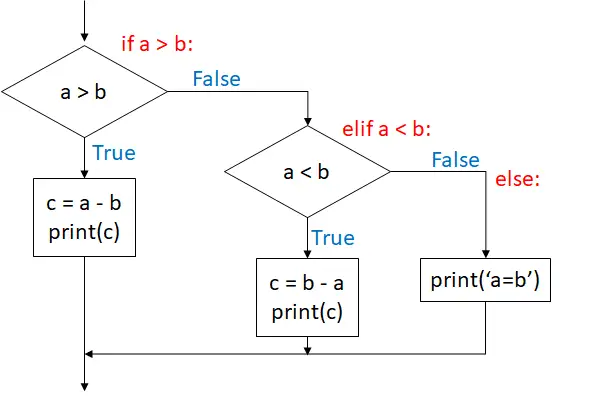 if a > b:
a > b
False
True
elif a < b:
a < b
False
else:
c = a - b
print(c)
True
c = b - a
print(c)
print(‘a=b’)